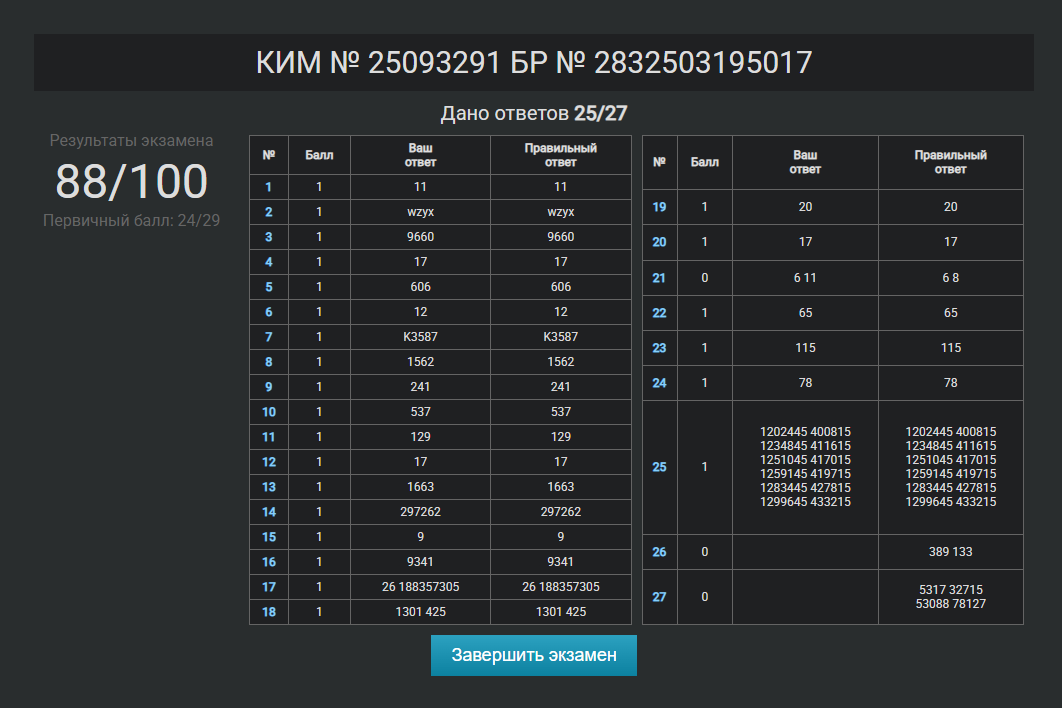 КИМ № 25093291 БР № 2832503195017
Дано ответов 25/27
Результаты экзамена
88/100
Первичный балл: 24/29
№ Балл Ваш ответ Правильный ответ
1 1 11 11
2 1 wzyx wzyx
3 1 9660 9660
4 1 17 17
5 1 606 606
6 1 12 12
7 1 K3587 K3587
8 1 1562 1562
9 1 241 241
10 1 537 537
11 1 129 129
12 1 17 17
13 1 1663 1663
14 1 297262 297262
15 1 9 9
16 1 9341 9341
17 1 26 188357305 26 188357305
18 1 1301 425 1301 425
№ Балл Ваш ответ Правильный ответ
19 1 20 20
20 1 17 17
21 0 6 11 6 8
22 1 65 65
23 1 115 115
24 1 78 78
25 1
1202445 400815 1202445 400815
1234845 411615 1234845 411615
1251045 417015 1251045 417015
1259145 419715 1259145 419715
1283445 427815 1283445 427815
1299645 433215 1299645 433215
26 0 389 133
27 0
5317 32715
53088 78127
Завершить экзамен